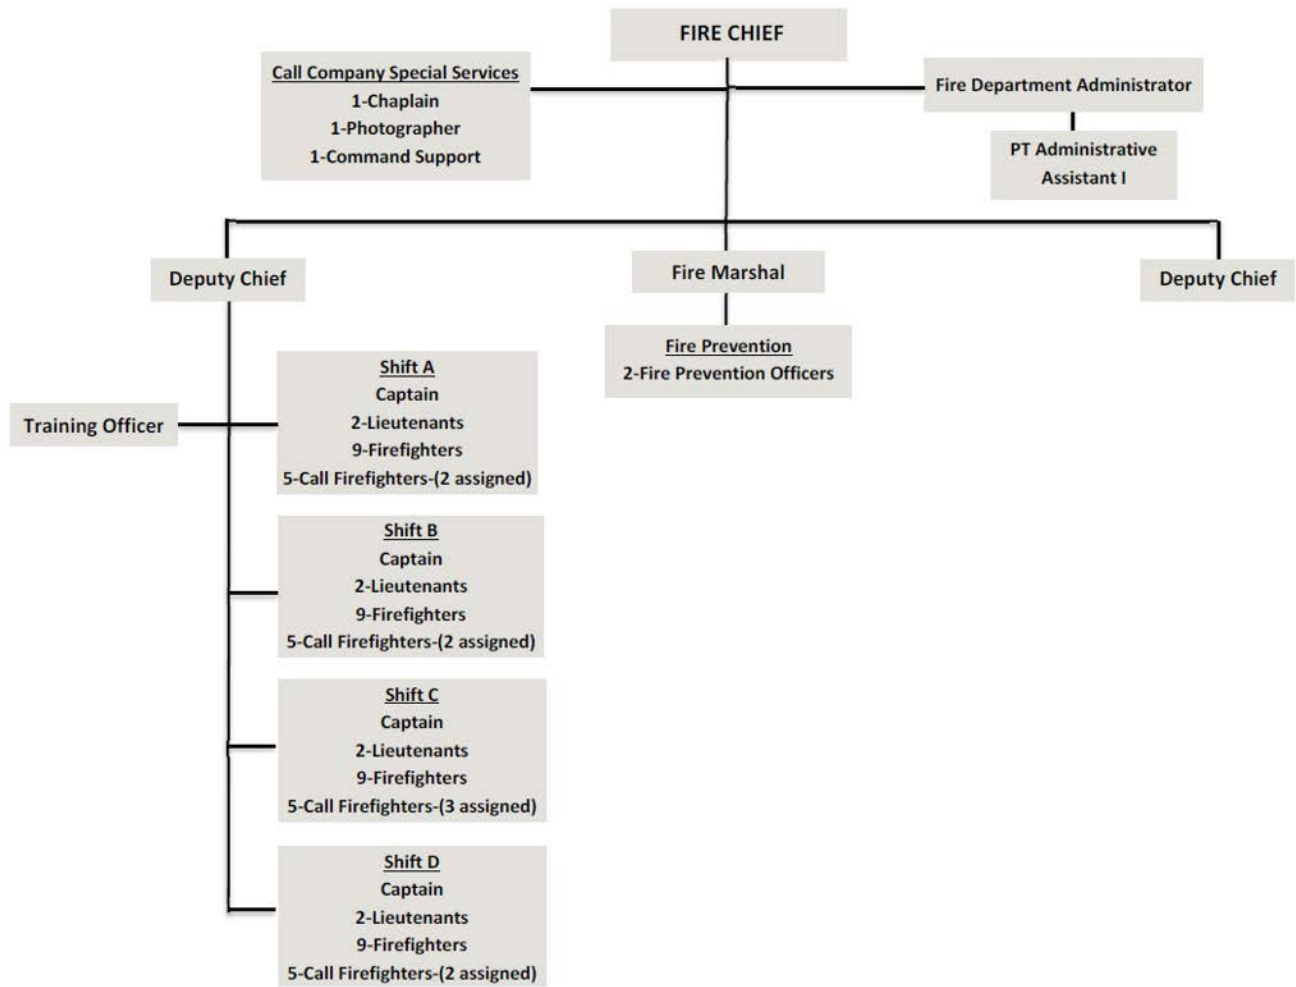 FIRE CHIEF
Call Company Special Services
1-Chaplain
1-Photographer
1-Command Support
Fire Department Administrator
PT Administrative
Assistant I
Deputy Chief
Fire Marshal
Deputy Chief
Fire Prevention
2-Fire Prevention Officers
Training Officer
Shift A
Captain
2-Lieutenants
9-Firefighters
5-Call Firefighters-(2 assigned)
Shift B
Captain
2-Lieutenants
9-Firefighters
5-Call Firefighters-(2 assigned)
Shift C
Captain
2-Lieutenants
9-Firefighters
5-Call Firefighters-(3 assigned)
Shift D
Captain
2-Lieutenants
9-Firefighters
5-Call Firefighters-(2 assigned)